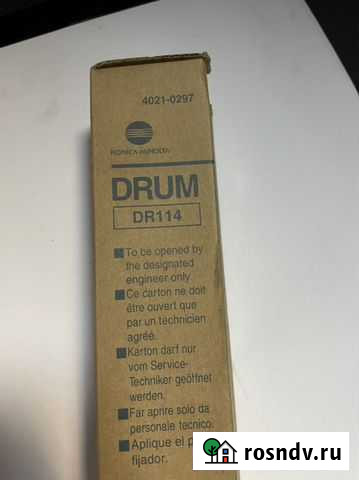 4021-0297
KONICA MINOLTA
DRUM
DR114
To be opened by
the designated
engineer only.
Ce carton ne doit
être ouvert que
par un technicien
agréé.
Karton darf nur
vom Service-
Techniker geöffnet
werden.
Far aprire solo da
personale tecnico.
Aplique el
fijador.
rosndv.ru